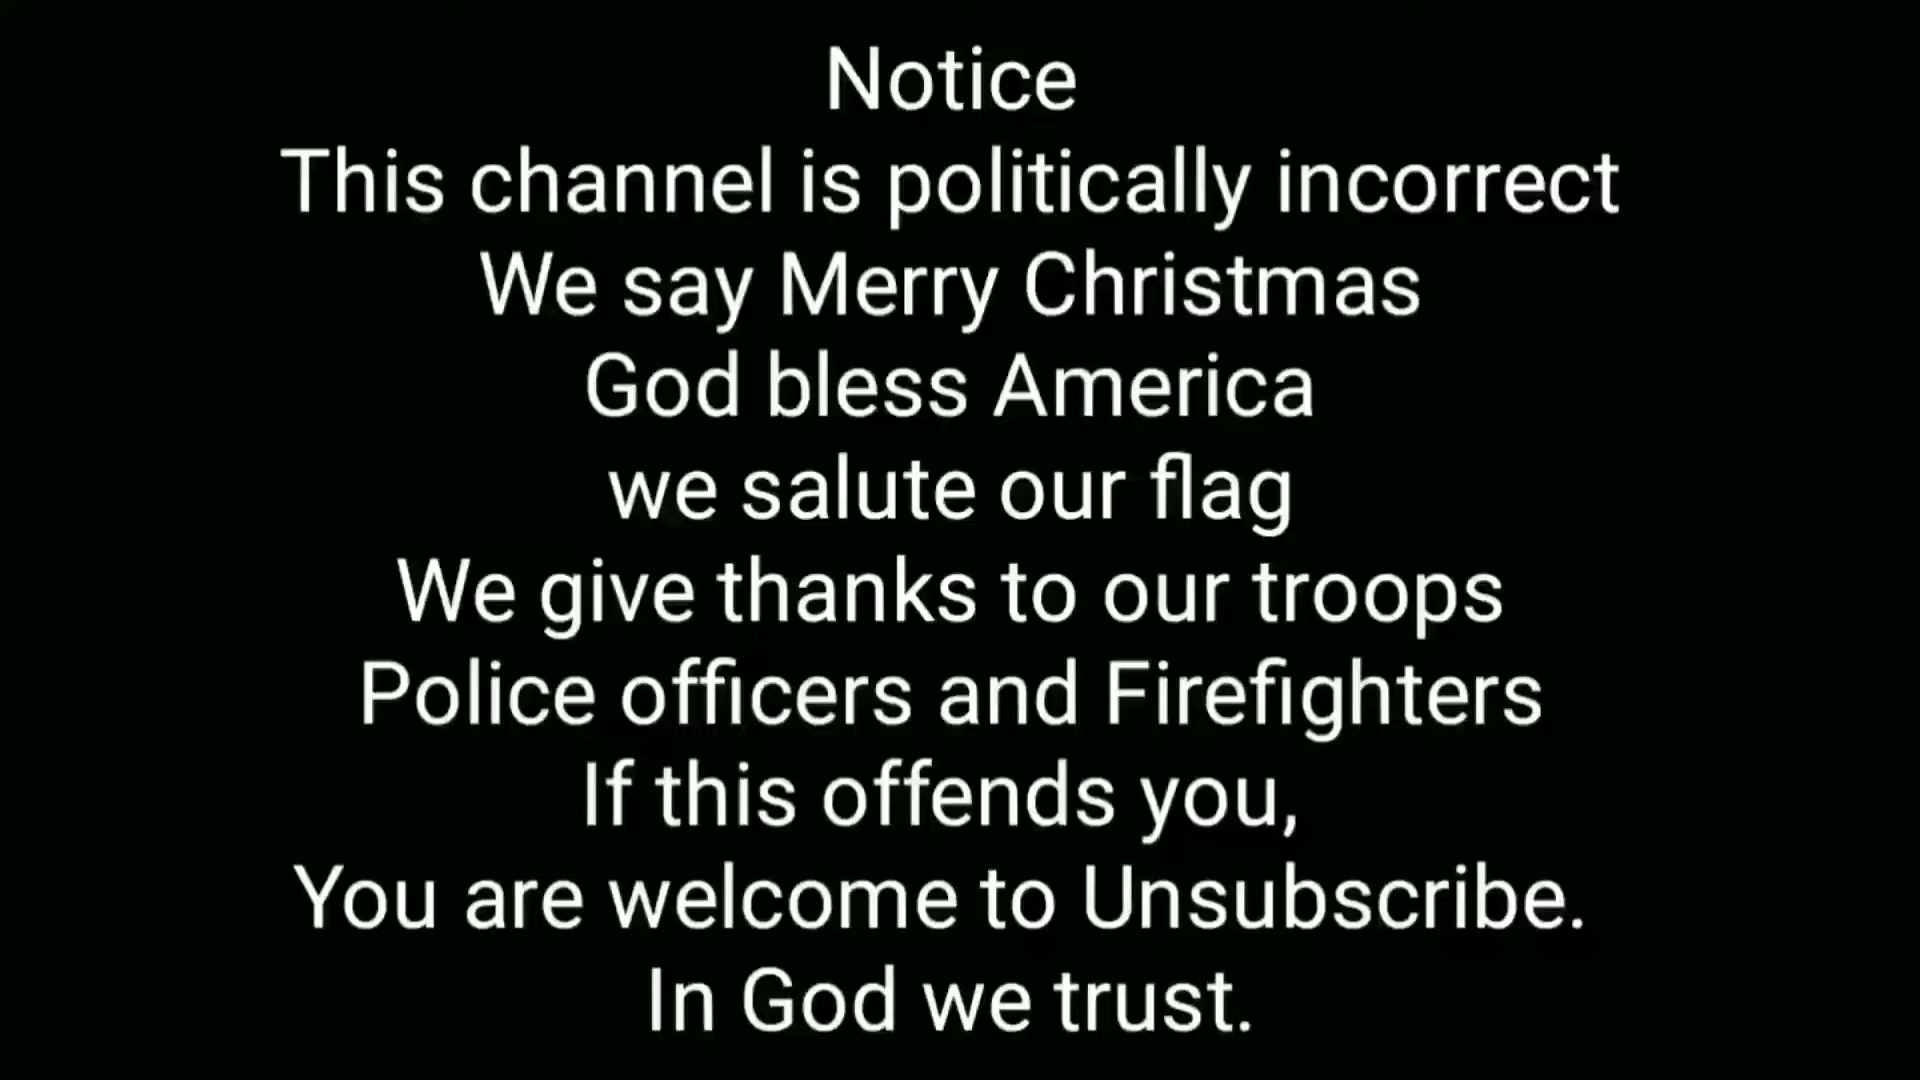 Notice
This channel is politically incorrect
We say Merry Christmas
God bless America
we salute our flag
We give thanks to our troops
Police officers and Firefighters
If this offends you,
You are welcome to Unsubscribe.
In God we trust.